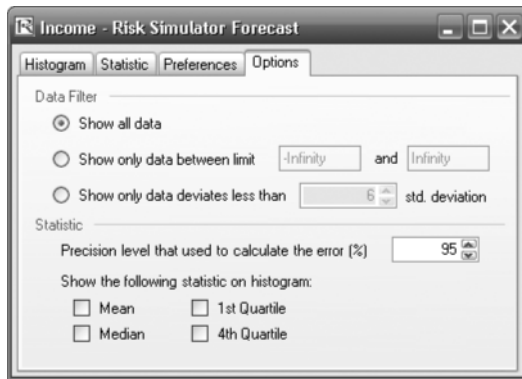 Income - Risk Simulator Forecast
Histogram Statistic Preferences Options
Data Filter
Show all data
Show only data between limit -Infinity and Infinity
Show only data deviates less than 6 std. deviation
Statistic
Precision level that used to calculate the error (%) 95
Show the following statistic on histogram:
Mean 1st Quartile
Median 4th Quartile